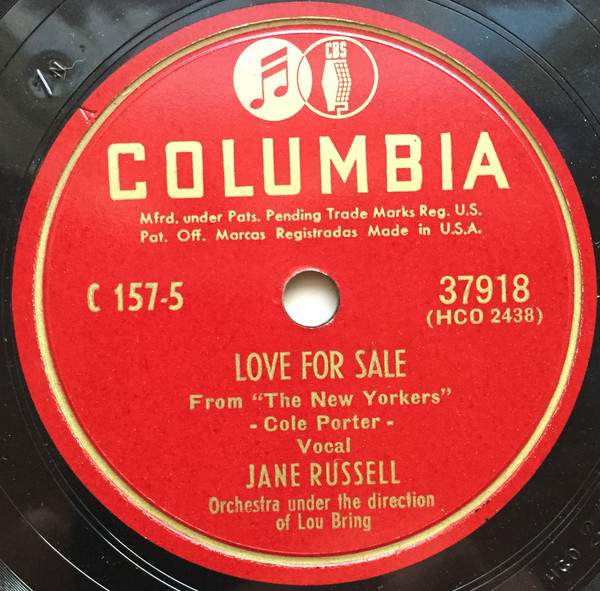 CBS
COLUMBIA
Mfrd. under Pats. Pending Trade Marks Reg. U.S.
Pat. Off. Marcas Registradas Made in U.S.A.
C 157-5
37918
(HCO 2438)
LOVE FOR SALE
From "The New Yorkers"
- Cole Porter -
Vocal
JANE RUSSELL
Orchestra under the direction
of Lou Bring